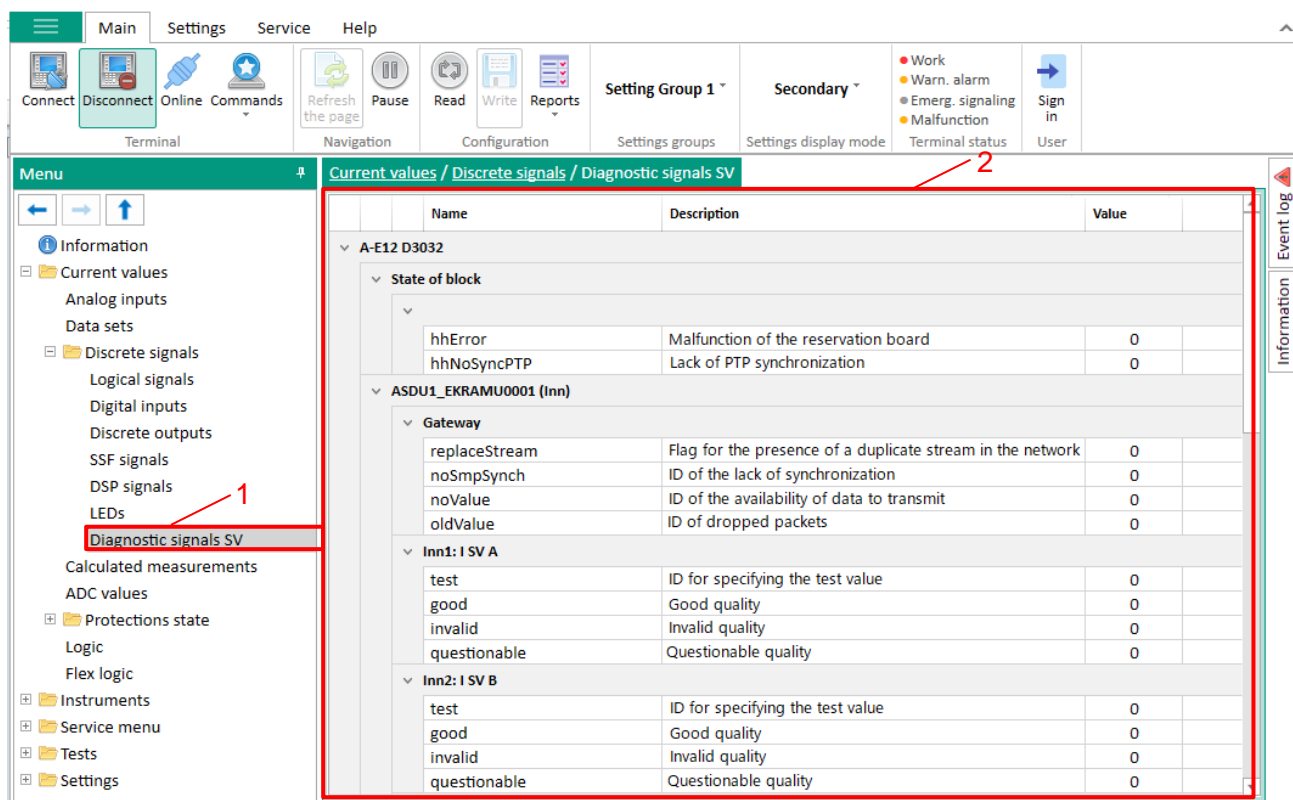 Main Settings Service Help
Connect Disconnect Online Commands
Terminal
Refresh the page Pause
Navigation
Read Write Reports
Configuration
Setting Group 1
Settings groups
Secondary
Settings display mode
Work
Warn. alarm
Emerg. signaling
Malfunction
Terminal status
Sign in
User
Menu
Information
Current values
Analog inputs
Data sets
Discrete signals
Logical signals
Digital inputs
Discrete outputs
SSF signals
DSP signals
LEDs
1
Diagnostic signals SV
Calculated measurements
ADC values
Protections state
Logic
Flex logic
Instruments
Service menu
Tests
Settings
Current values / Discrete signals / Diagnostic signals SV
2
Name Description Value
A-E12 D3032
State of block
hhError Malfunction of the reservation board 0
hhNoSyncPTP Lack of PTP synchronization 0
ASDU1_EKRAMU0001 (Inn)
Gateway
replaceStream Flag for the presence of a duplicate stream in the network 0
noSmpSynch ID of the lack of synchronization 0
noValue ID of the availability of data to transmit 0
oldValue ID of dropped packets 0
Inn1: I SV A
test ID for specifying the test value 0
good Good quality 0
invalid Invalid quality 0
questionable Questionable quality 0
Inn2: I SV B
test ID for specifying the test value 0
good Good quality 0
invalid Invalid quality 0
questionable Questionable quality 0
Event log
Information